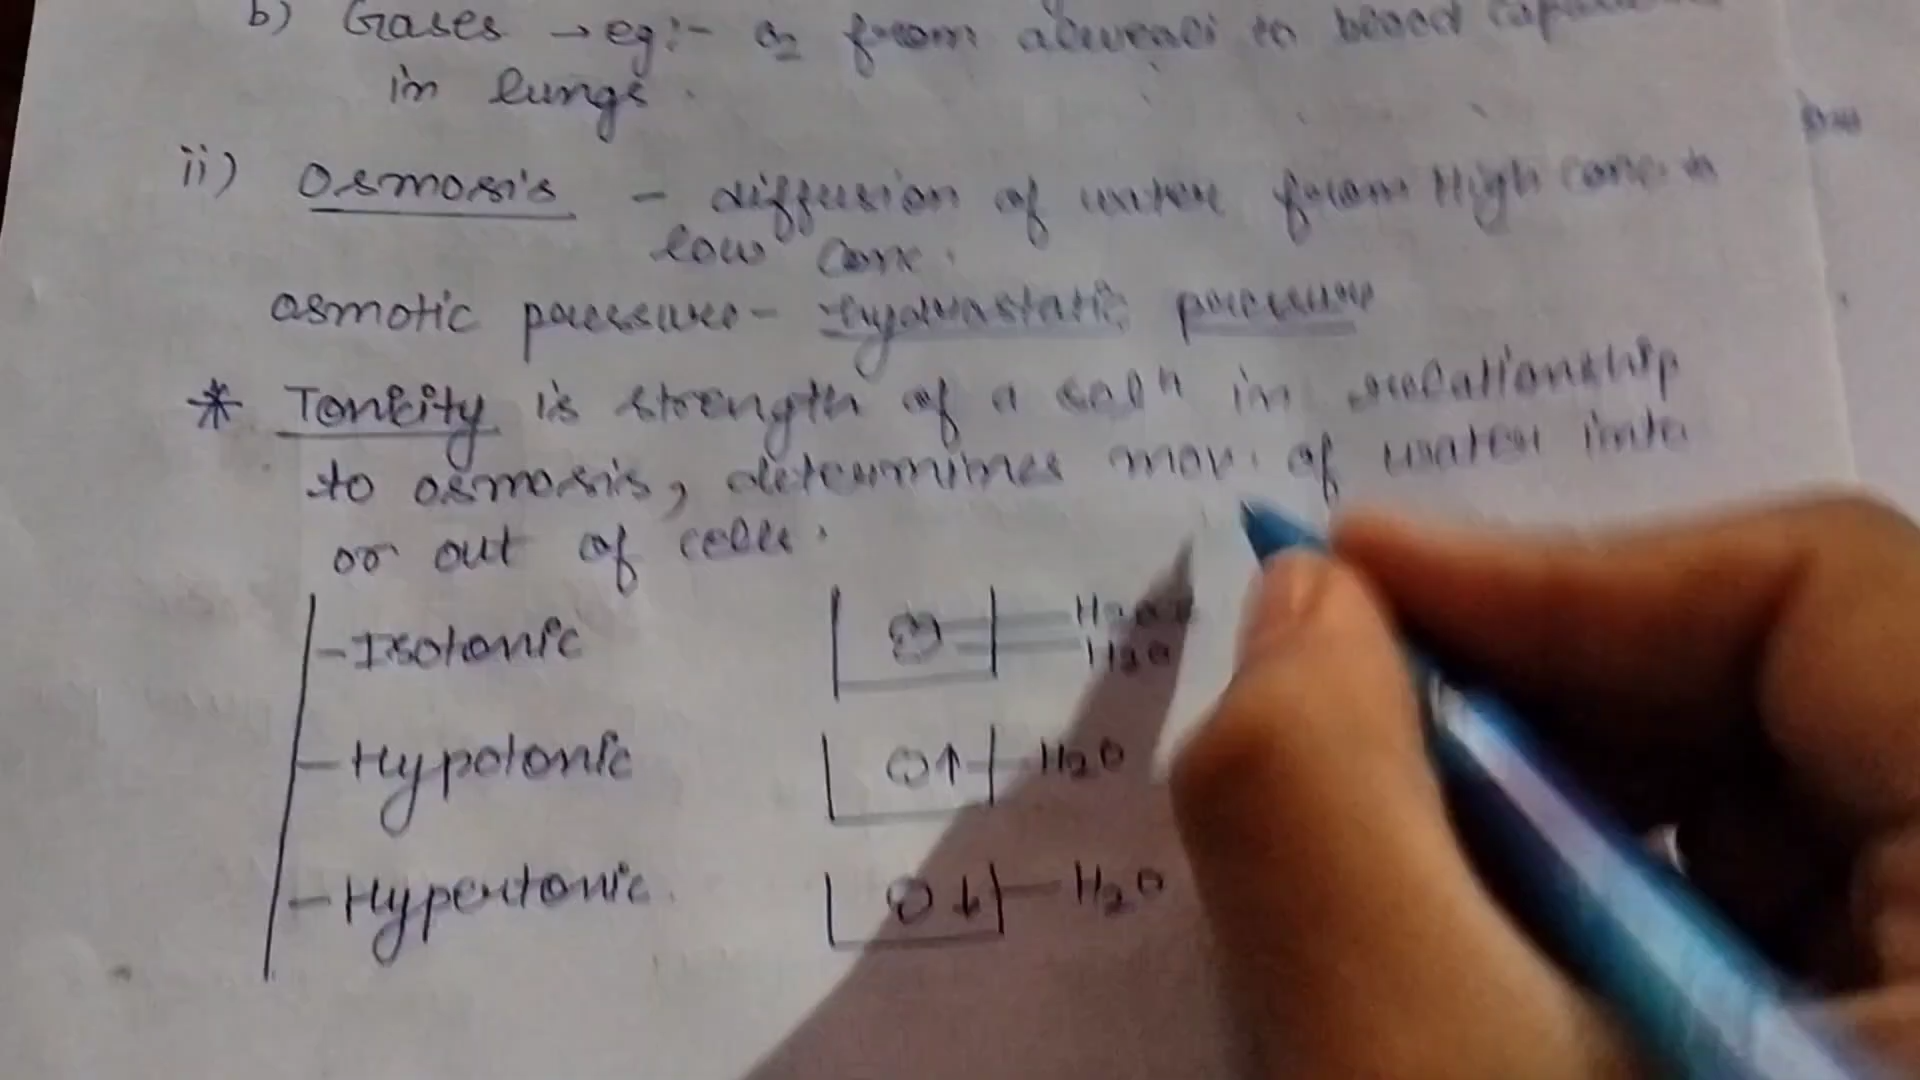 b) Gases → eg:- O2 from alveoli to blood
in lungs.
ii) Osmosis - diffusion of water from High conc. to
low conc.
osmotic pressure - Hydrostatic pressure
* Tonicity is strength of a solⁿ in relationship
to osmosis, determines mov. of water into
or out of cells.
-Isotonic H2O
H2O
-Hypotonic ↑ H2O
-Hypertonic. ↓ H2O